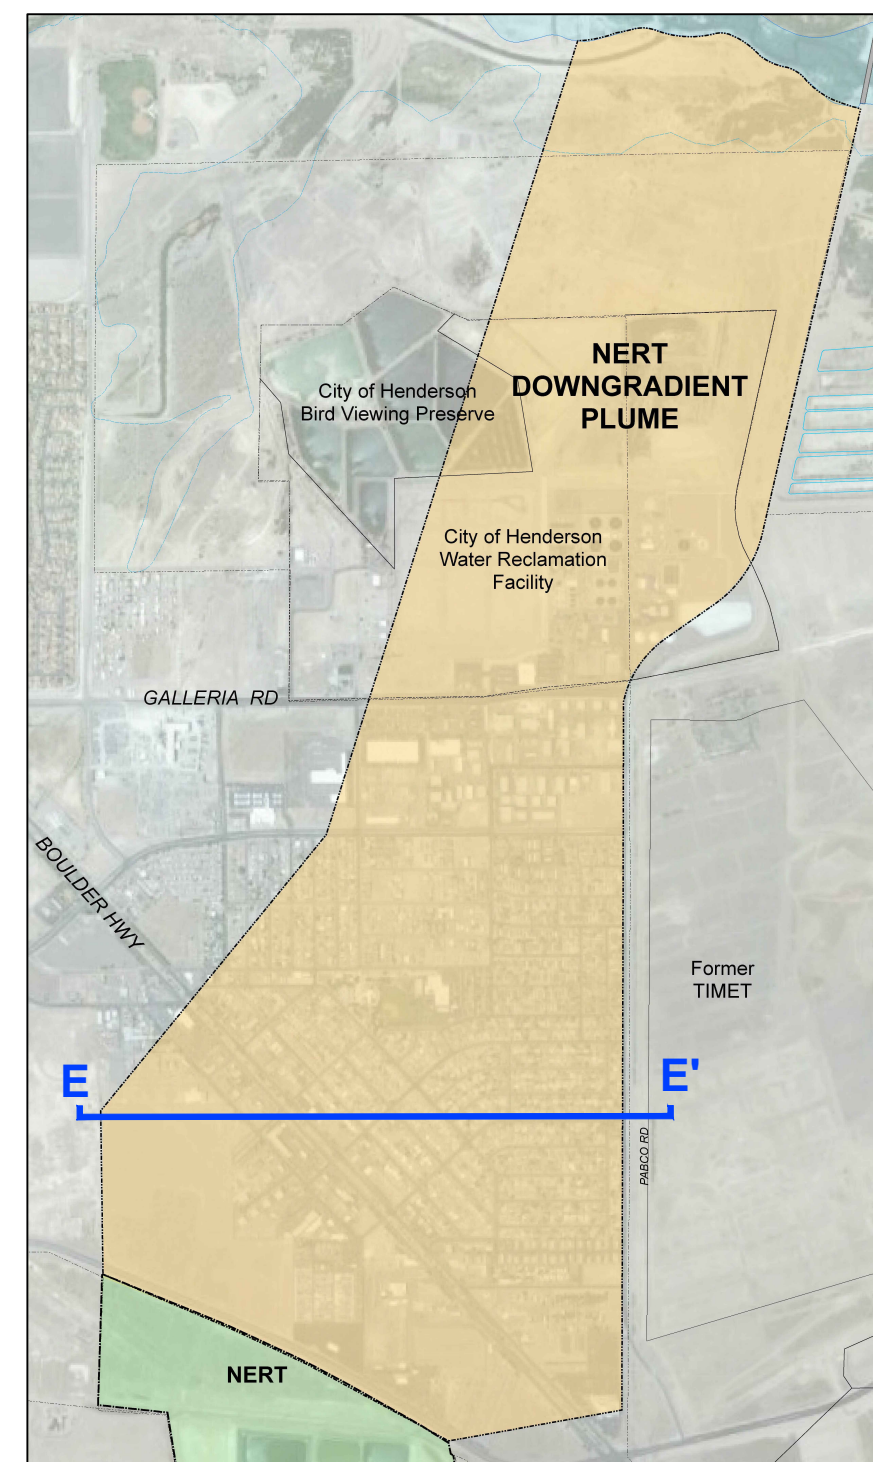 NERT
DOWNGRADIENT
PLUME
City of Henderson
Bird Viewing Preserve
City of Henderson
Water Reclamation
Facility
GALLERIA RD
BOULDER HWY
Former
TIMET
E
E'
PABCO RD
NERT